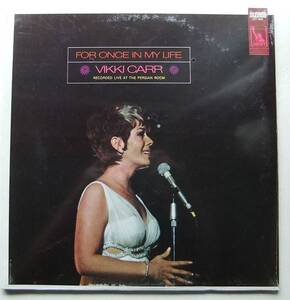 FOR ONCE IN MY LIFE
VIKKI CARR
RECORDED LIVE AT THE PERSIAN ROOM